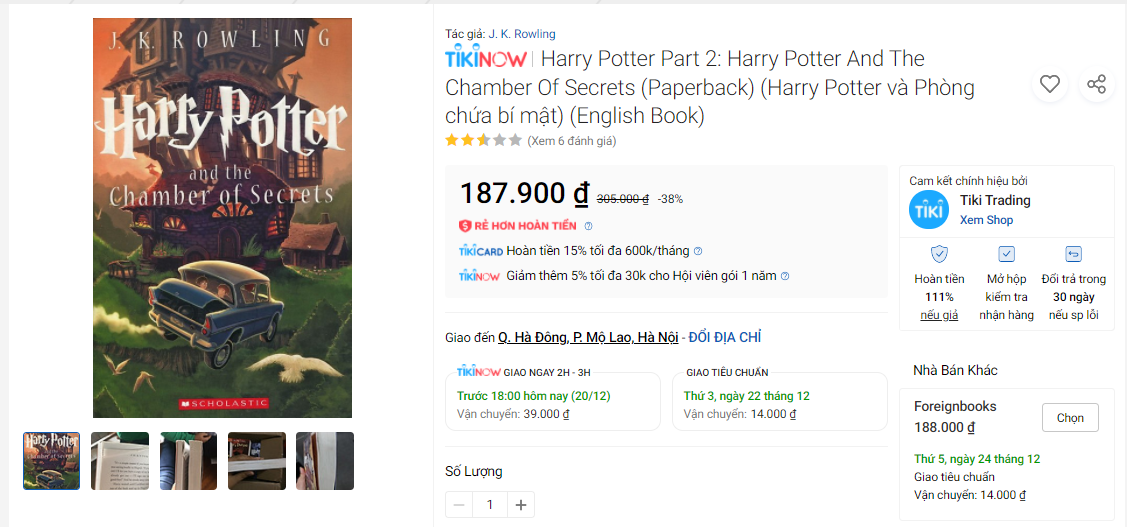 J. K. ROWLING
Harry Potter
and the
Chamber of Secrets
SCHOLASTIC
Tác giả: J. K. Rowling
TIKINOW | Harry Potter Part 2: Harry Potter And The
Chamber Of Secrets (Paperback) (Harry Potter và Phòng
chứa bí mật) (English Book)
(Xem 6 đánh giá)
187.900 ₫ 305.000 ₫ -38%
RẺ HƠN HOÀN TIỀN
TIKICARD Hoàn tiền 15% tối đa 600k/tháng
TIKINOW Giảm thêm 5% tối đa 30k cho Hội viên gói 1 năm
Giao đến Q. Hà Đông, P. Mộ Lao, Hà Nội - ĐỔI ĐỊA CHỈ
TIKINOW GIAO NGAY 2H - 3H
Trước 18:00 hôm nay (20/12)
Vận chuyển: 39.000 ₫
GIAO TIÊU CHUẨN
Thứ 3, ngày 22 tháng 12
Vận chuyển: 14.000 ₫
Số Lượng
− 1 +
Cam kết chính hiệu bởi
TIKI
Tiki Trading
Xem Shop
Hoàn tiền
111%
nếu giả
Mở hộp
kiểm tra
nhận hàng
Đổi trả trong
30 ngày
nếu sp lỗi
Nhà Bán Khác
Foreignbooks
188.000 ₫
Chọn
Thứ 5, ngày 24 tháng 12
Giao tiêu chuẩn
Vận chuyển: 14.000 ₫